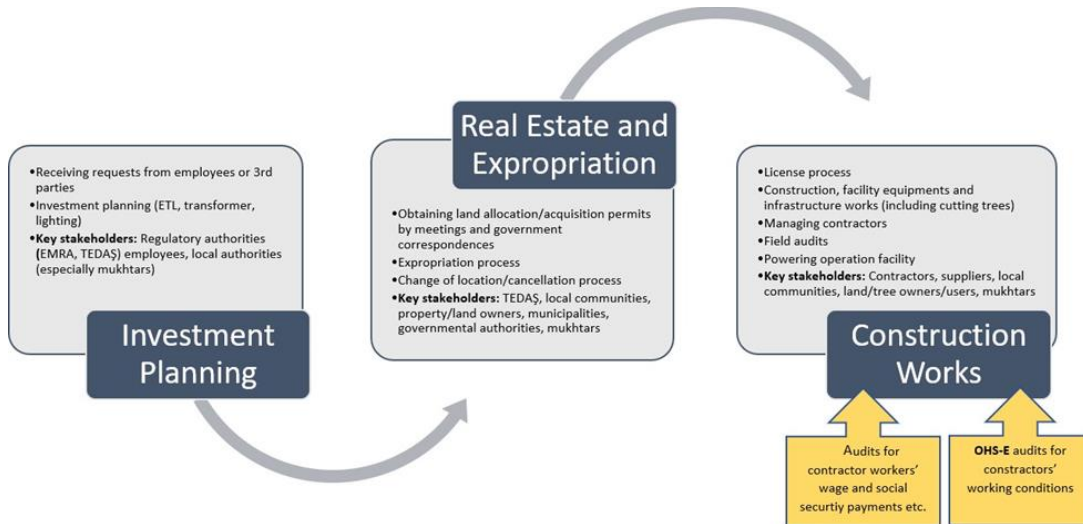 •Receiving requests from employees or 3rd
parties
•Investment planning (ETL, transformer,
lighting)
•Key stakeholders: Regulatory authorities
(EMRA, TEDAŞ) employees, local authorities
(especially mukhtars)
Investment
Planning
Real Estate and
Expropriation
•Obtaining land allocation/acquisition permits
by meetings and government
correspondences
•Expropriation process
•Change of location/cancellation process
•Key stakeholders: TEDAŞ, local communities,
property/land owners, municipalities,
governmental authorities, mukhtars
•License process
•Construction, facility equipments and
infrastructure works (including cutting trees)
•Managing contractors
•Field audits
•Powering operation facility
•Key stakeholders: Contractors, suppliers, local
communities, land/tree owners/users, mukhtars
Construction
Works
Audits for
contractor workers’
wage and social
securtiy payments etc.
OHS-E audits for
constractors’
working conditions